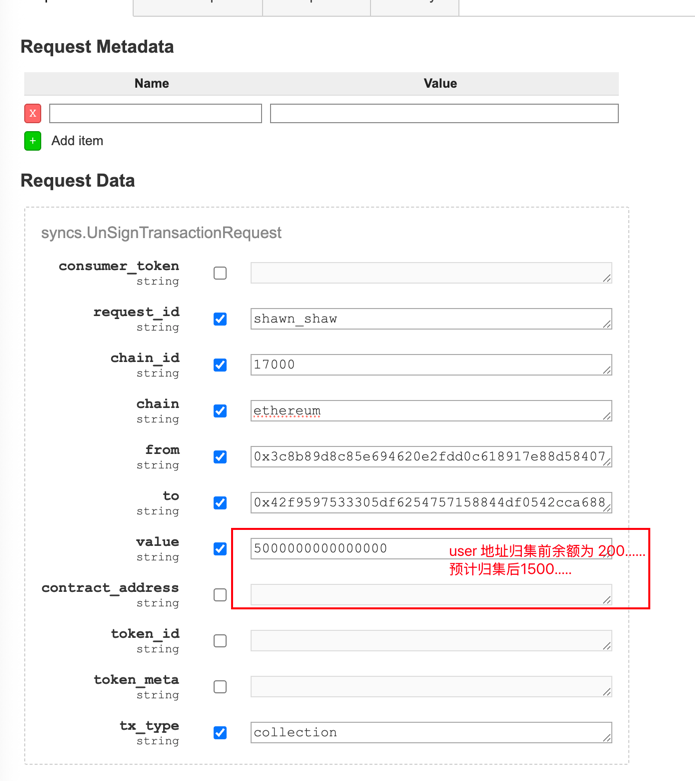 Request Metadata
Name Value
X
+ Add item
Request Data
syncs.UnSignTransactionRequest
consumer_token
string
request_id shawn_shaw
string
chain_id 17000
string
chain ethereum
string
from 0x3c8b89d8c85e694620e2fdd0c618917e88d58407
string
to 0x42f9597533305df6254757158844df0542cca688
string
value 5000000000000000 user 地址归集前余额为 200......
string 预计归集后1500.....
contract_address
string
token_id
string
token_meta
string
tx_type collection
string